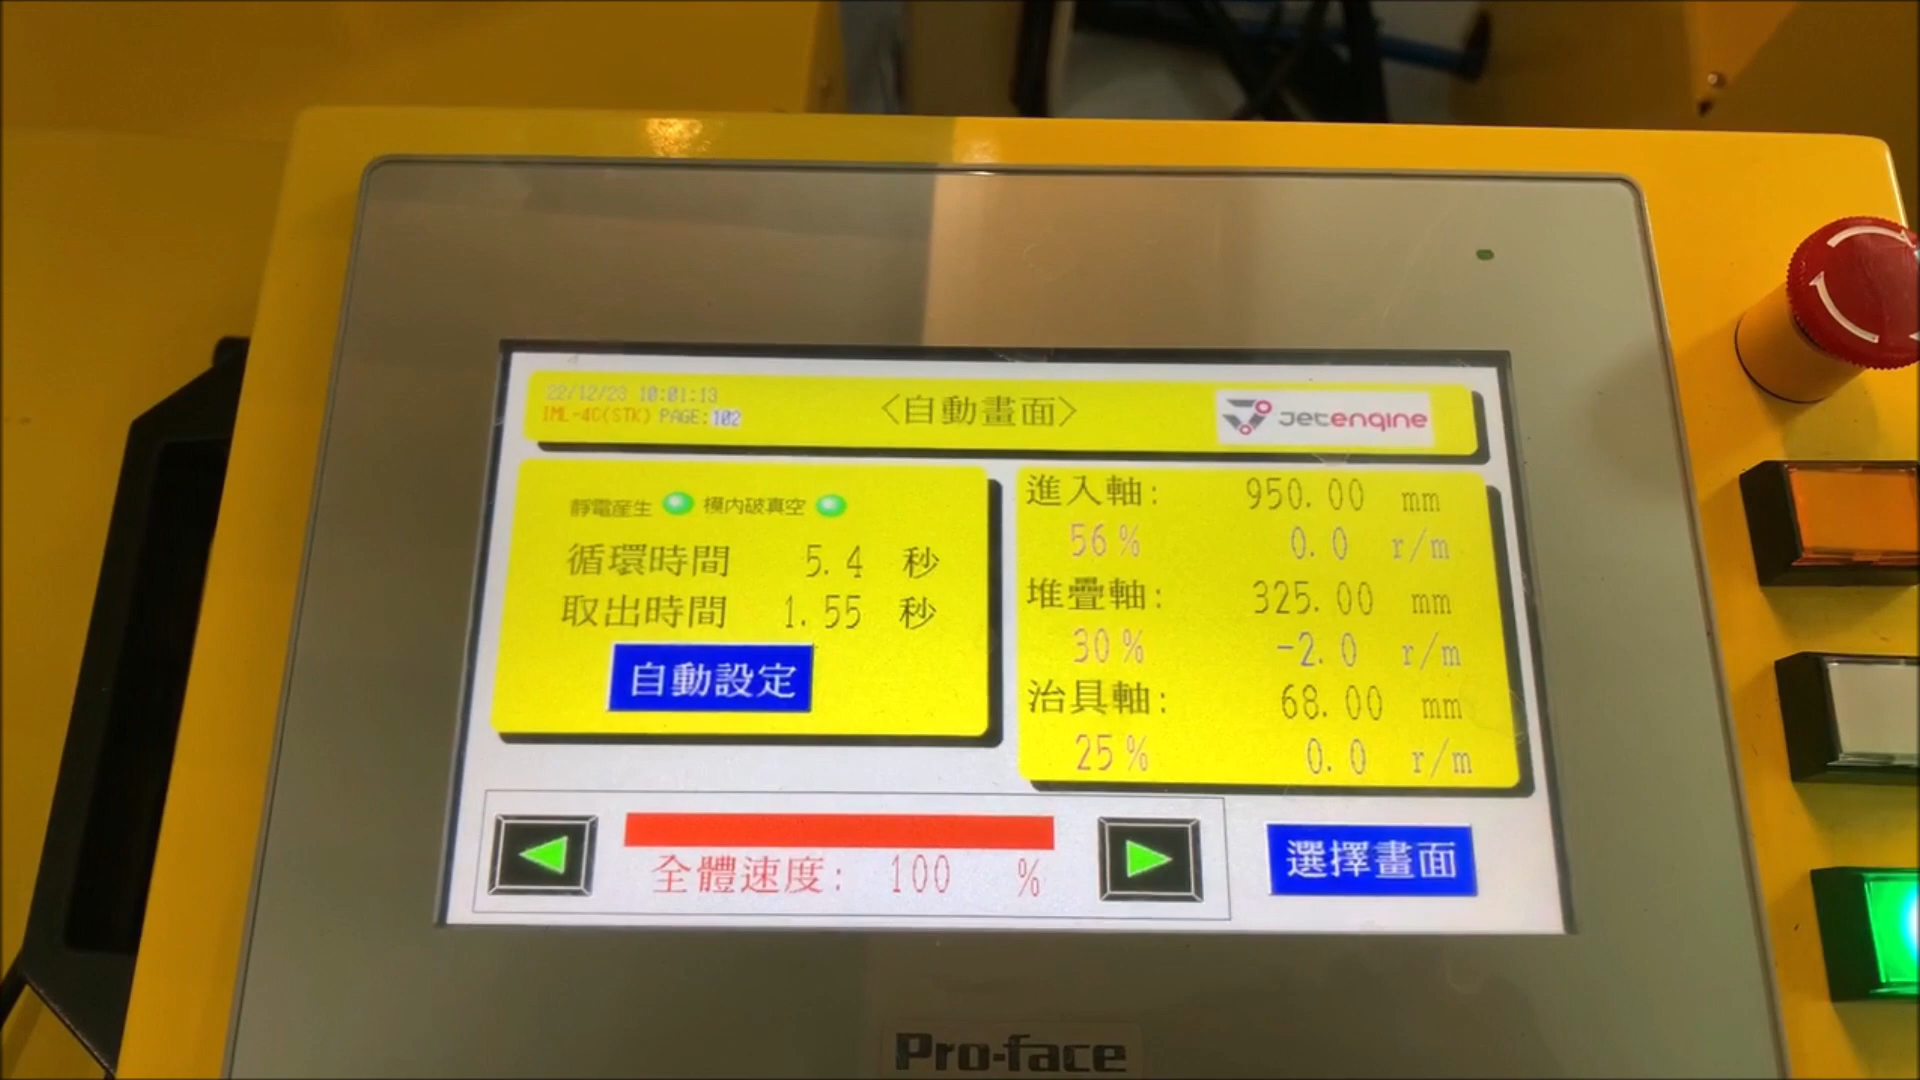 22/12/23 10:01:13
IML-4C(STK) PAGE:102
〈自動畫面〉
Jetengine
靜電産生 模內破真空
循環時間 5.4 秒
取出時間 1.55 秒
自動設定
進入軸: 950.00 mm
56% 0.0 r/m
堆疊軸: 325.00 mm
30% -2.0 r/m
治具軸: 68.00 mm
25% 0.0 r/m
全體速度: 100 %
選擇畫面
Pro-face